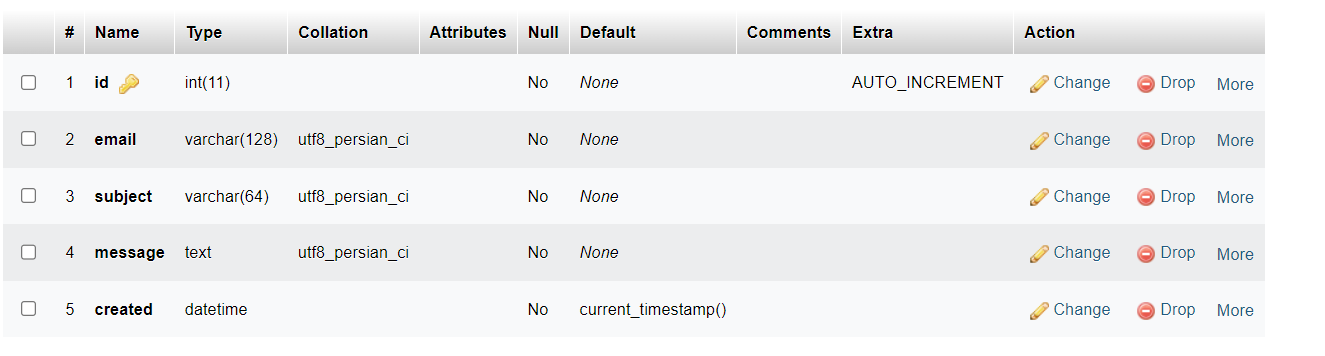 # Name Type Collation Attributes Null Default Comments Extra Action
1 id int(11) No None AUTO_INCREMENT Change Drop More
2 email varchar(128) utf8_persian_ci No None Change Drop More
3 subject varchar(64) utf8_persian_ci No None Change Drop More
4 message text utf8_persian_ci No None Change Drop More
5 created datetime No current_timestamp() Change Drop More